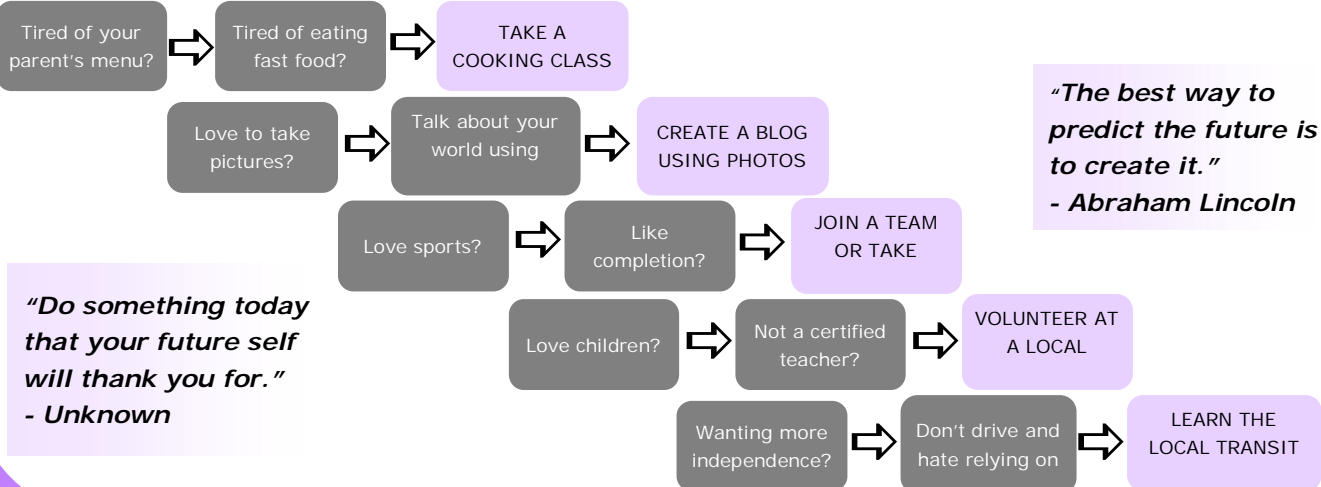 Tired of your
parent's menu?
Tired of eating
fast food?
TAKE A
COOKING CLASS
Love to take
pictures?
Talk about your
world using
CREATE A BLOG
USING PHOTOS
“The best way to
predict the future is
to create it.”
- Abraham Lincoln
Love sports?
Like
completion?
JOIN A TEAM
OR TAKE
“Do something today
that your future self
will thank you for.”
- Unknown
Love children?
Not a certified
teacher?
VOLUNTEER AT
A LOCAL
Wanting more
independence?
Don't drive and
hate relying on
LEARN THE
LOCAL TRANSIT